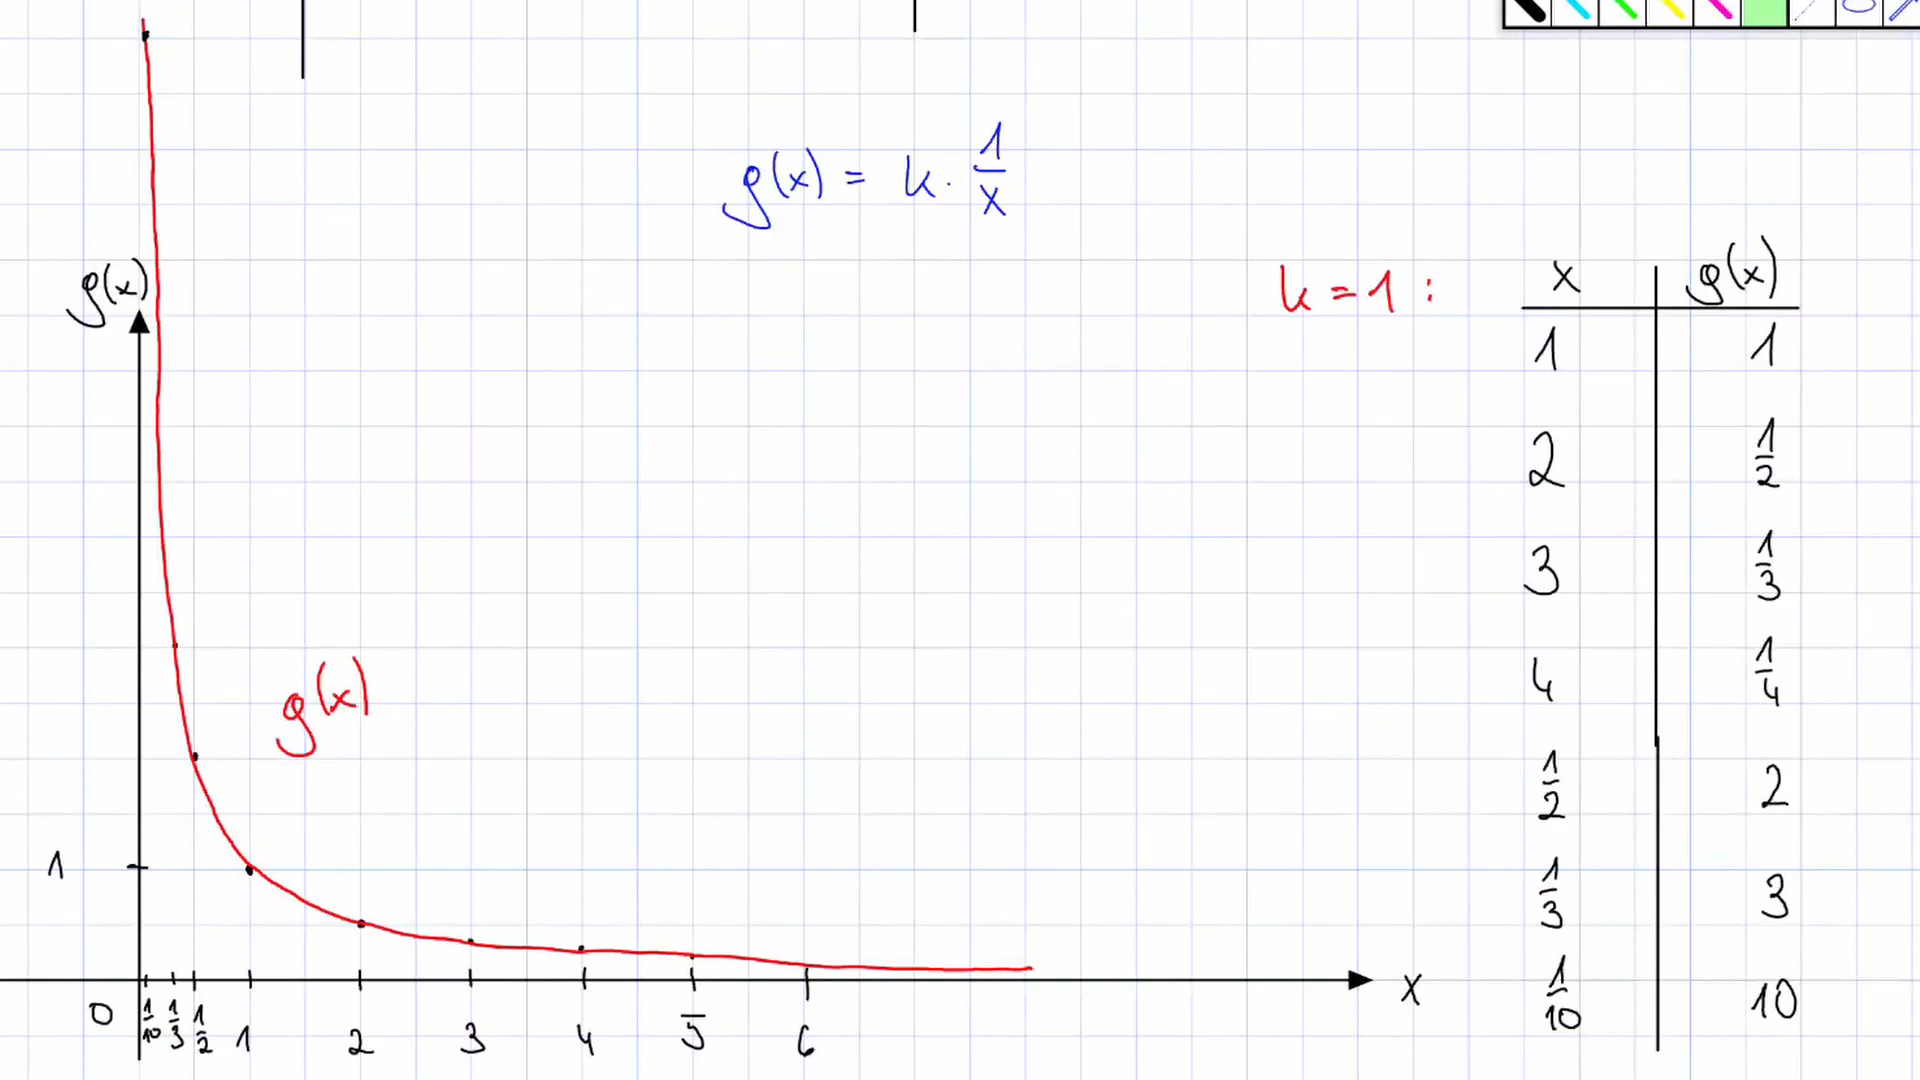 g(x) = k · 1/x
g(x)
k = 1 :
x g(x)
1 1
2 1/2
3 1/3
4 1/4
1/2 2
1/3 3
1/10 10
g(x)
1
0 1/10 1/3 1/2 1 2 3 4 5 6 x